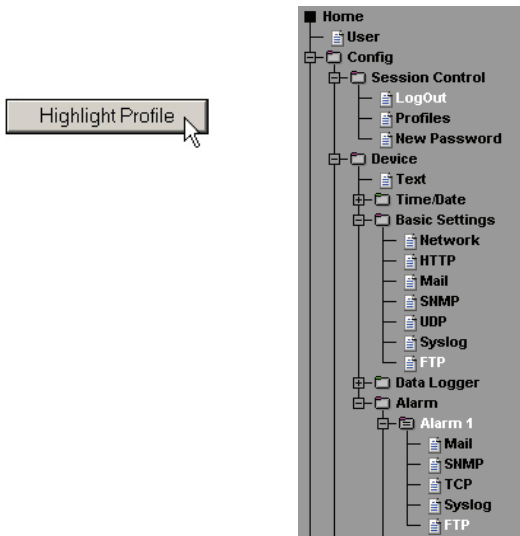 Highlight Profile
Home
User
Config
Session Control
LogOut
Profiles
New Password
Device
Text
Time/Date
Basic Settings
Network
HTTP
Mail
SNMP
UDP
Syslog
FTP
Data Logger
Alarm
Alarm 1
Mail
SNMP
TCP
Syslog
FTP